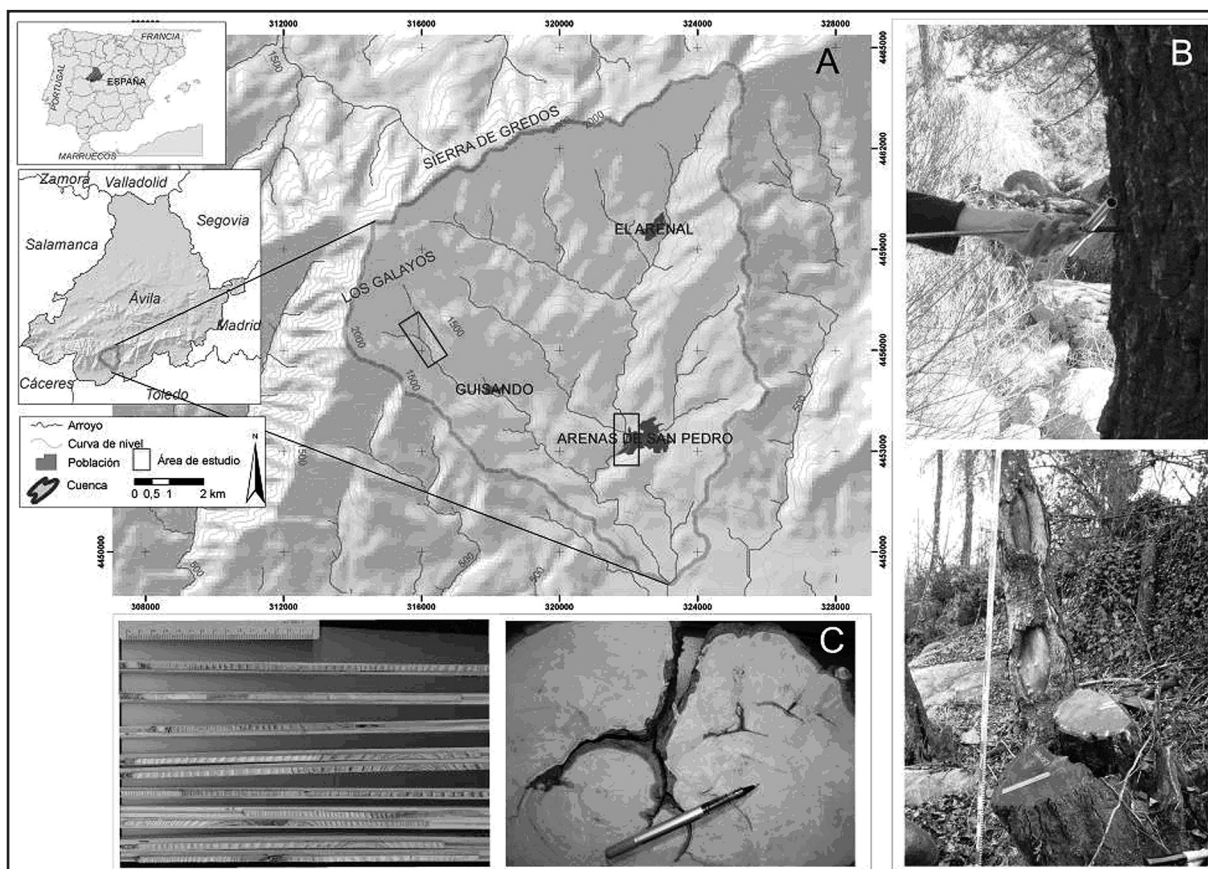 FRANCIA
PORTUGAL
ESPAÑA
MARRUECOS
Zamora
Valladolid
Segovia
Salamanca
Ávila
Madrid
Cáceres
Toledo
Arroyo
Curva de nivel
Población
Área de estudio
Cuenca
0 0,5 1 2 km
N
312000 316000 320000 324000 328000
A
1500
SIERRA DE GREDOS
2000
EL ARENAL
LOS GALAYOS
1500
2000
1500
GUISANDO
500
ARENAS DE SAN PEDRO
500
500
500
500
4465000
4462000
4459000
4456000
4453000
4450000
4450000
308000 312000 316000 320000 324000 328000
B
C